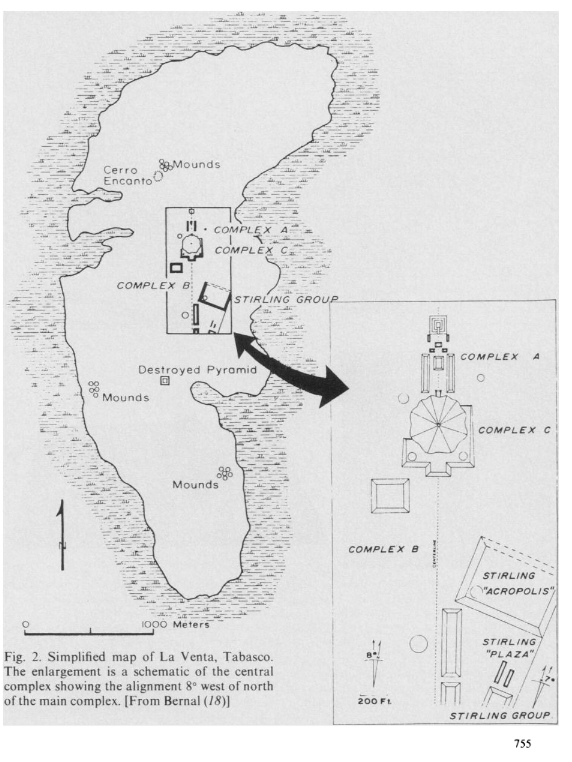 Cerro
Encanto
Mounds
COMPLEX A
COMPLEX C
COMPLEX B
STIRLING GROUP
Destroyed Pyramid
Mounds
Mounds
N
0 1000 Meters
Fig. 2. Simplified map of La Venta, Tabasco.
The enlargement is a schematic of the central
complex showing the alignment 8° west of north
of the main complex. [From Bernal (18)]
COMPLEX A
COMPLEX C
COMPLEX B
CENTERLINE
STIRLING
"ACROPOLIS"
STIRLING
"PLAZA"
8°
7°
200 Ft.
STIRLING GROUP
755